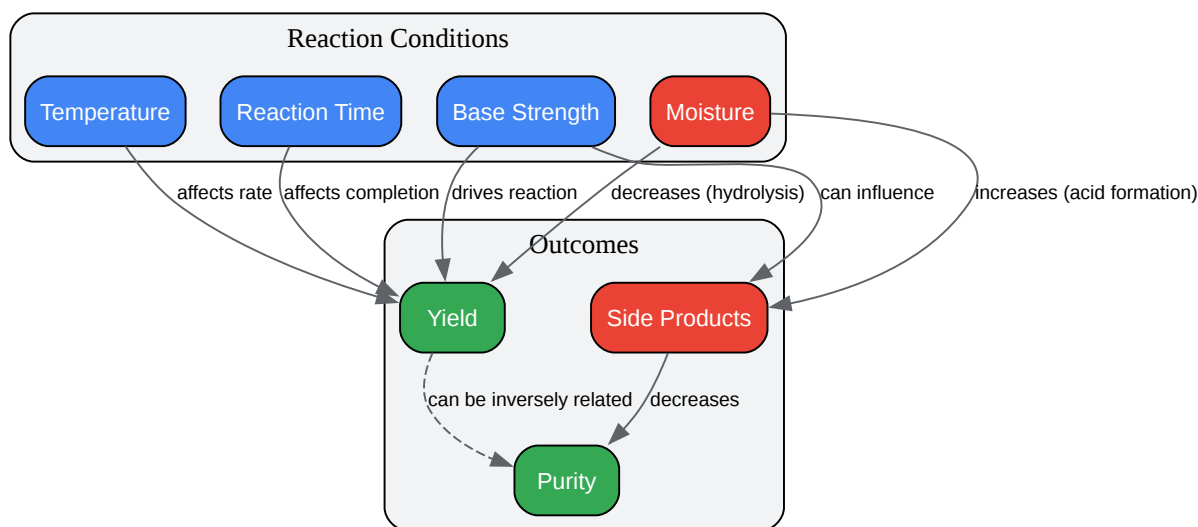 Reaction Conditions
Temperature
Reaction Time
Base Strength
Moisture
affects rate
affects completion
drives reaction
decreases (hydrolysis)
can influence
increases (acid formation)
Outcomes
Yield
Side Products
can be inversely related
decreases
Purity